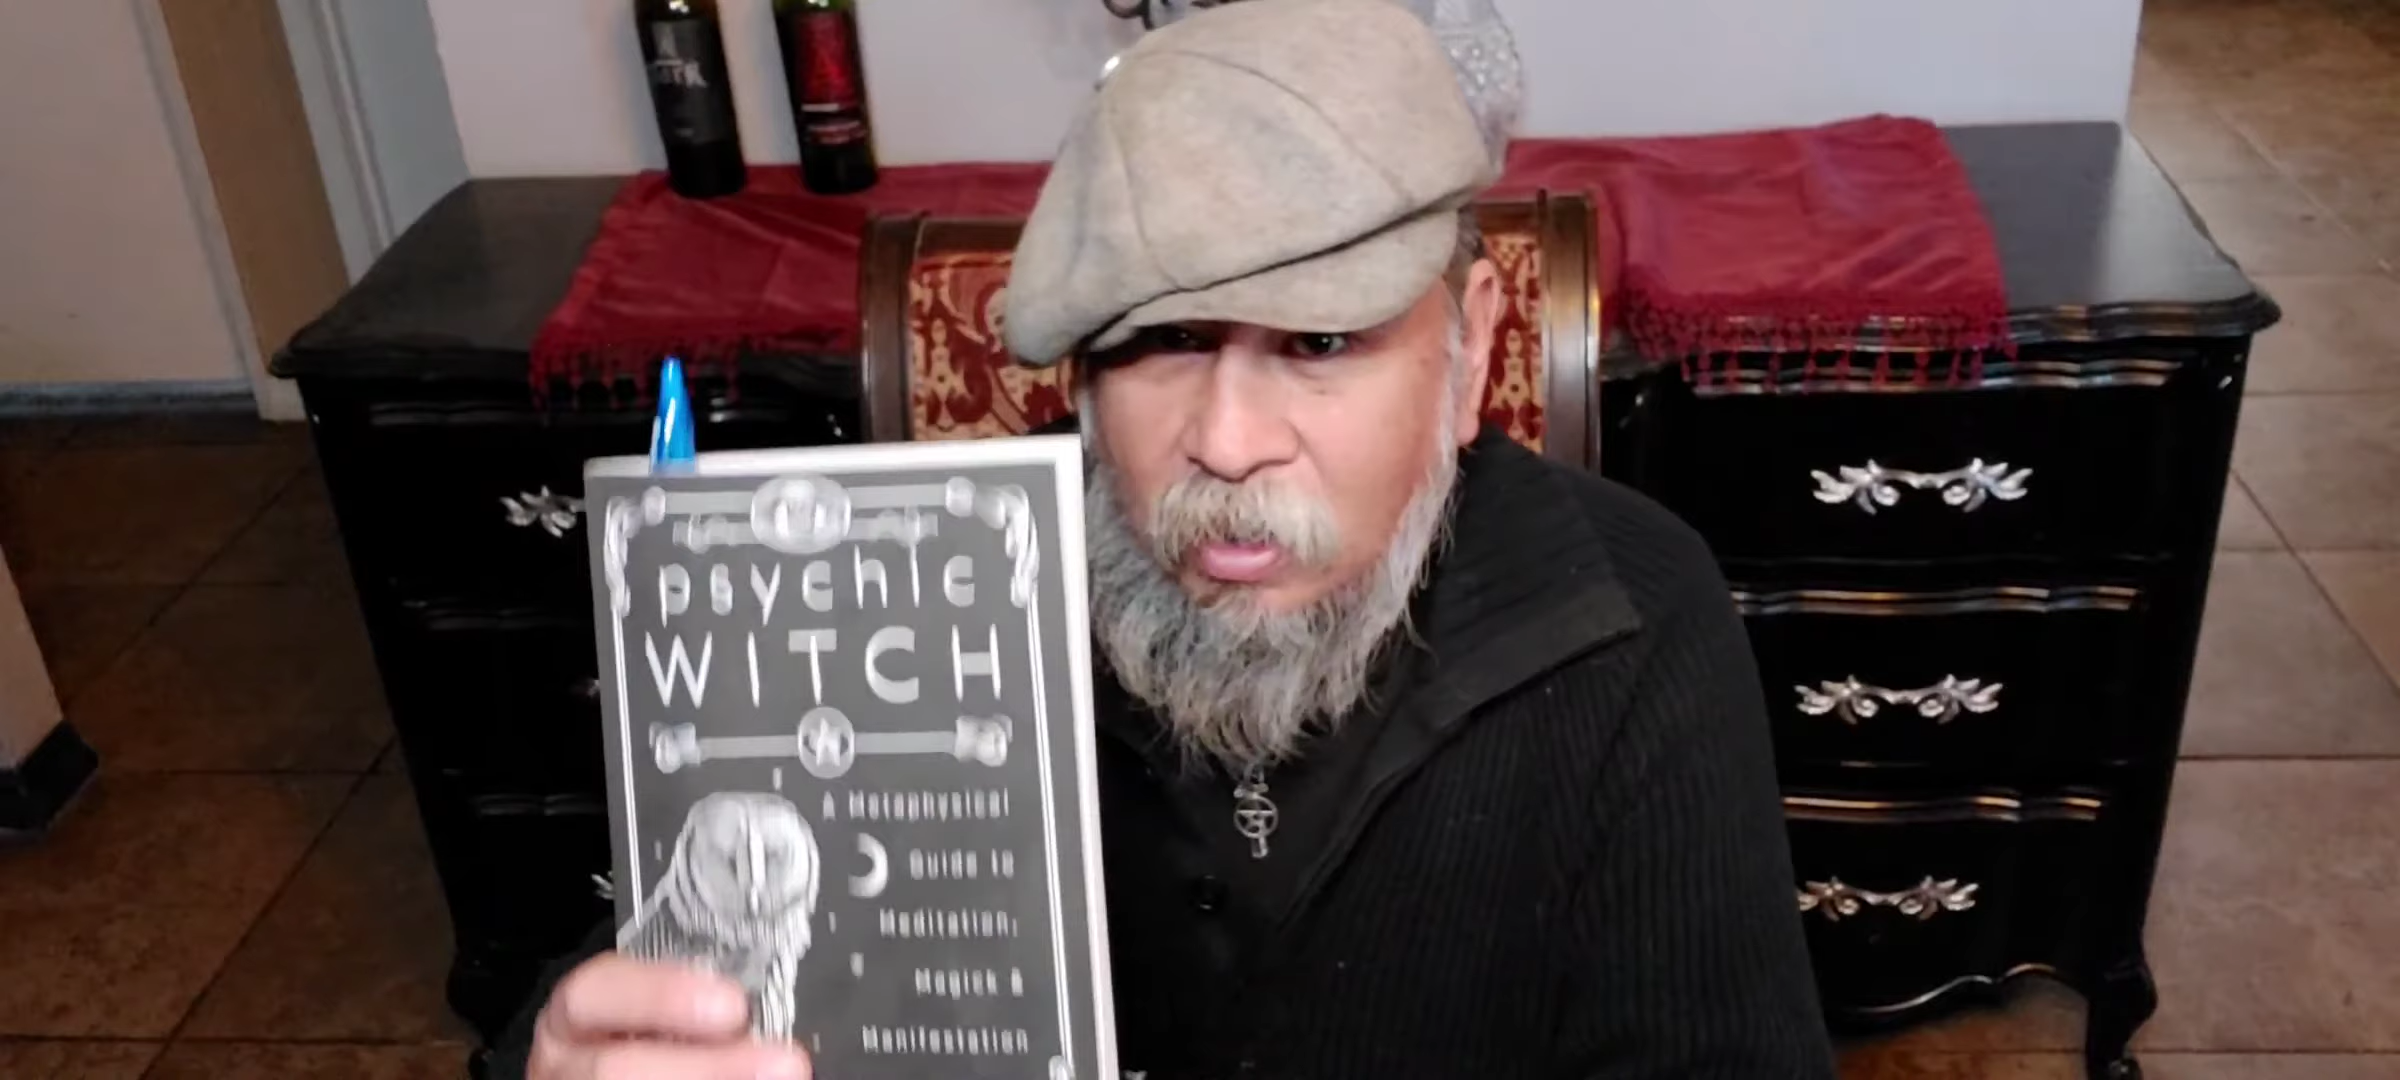 psychic
WITCH
A Metaphysical
Guide to
Meditation,
Magick &
Manifestation